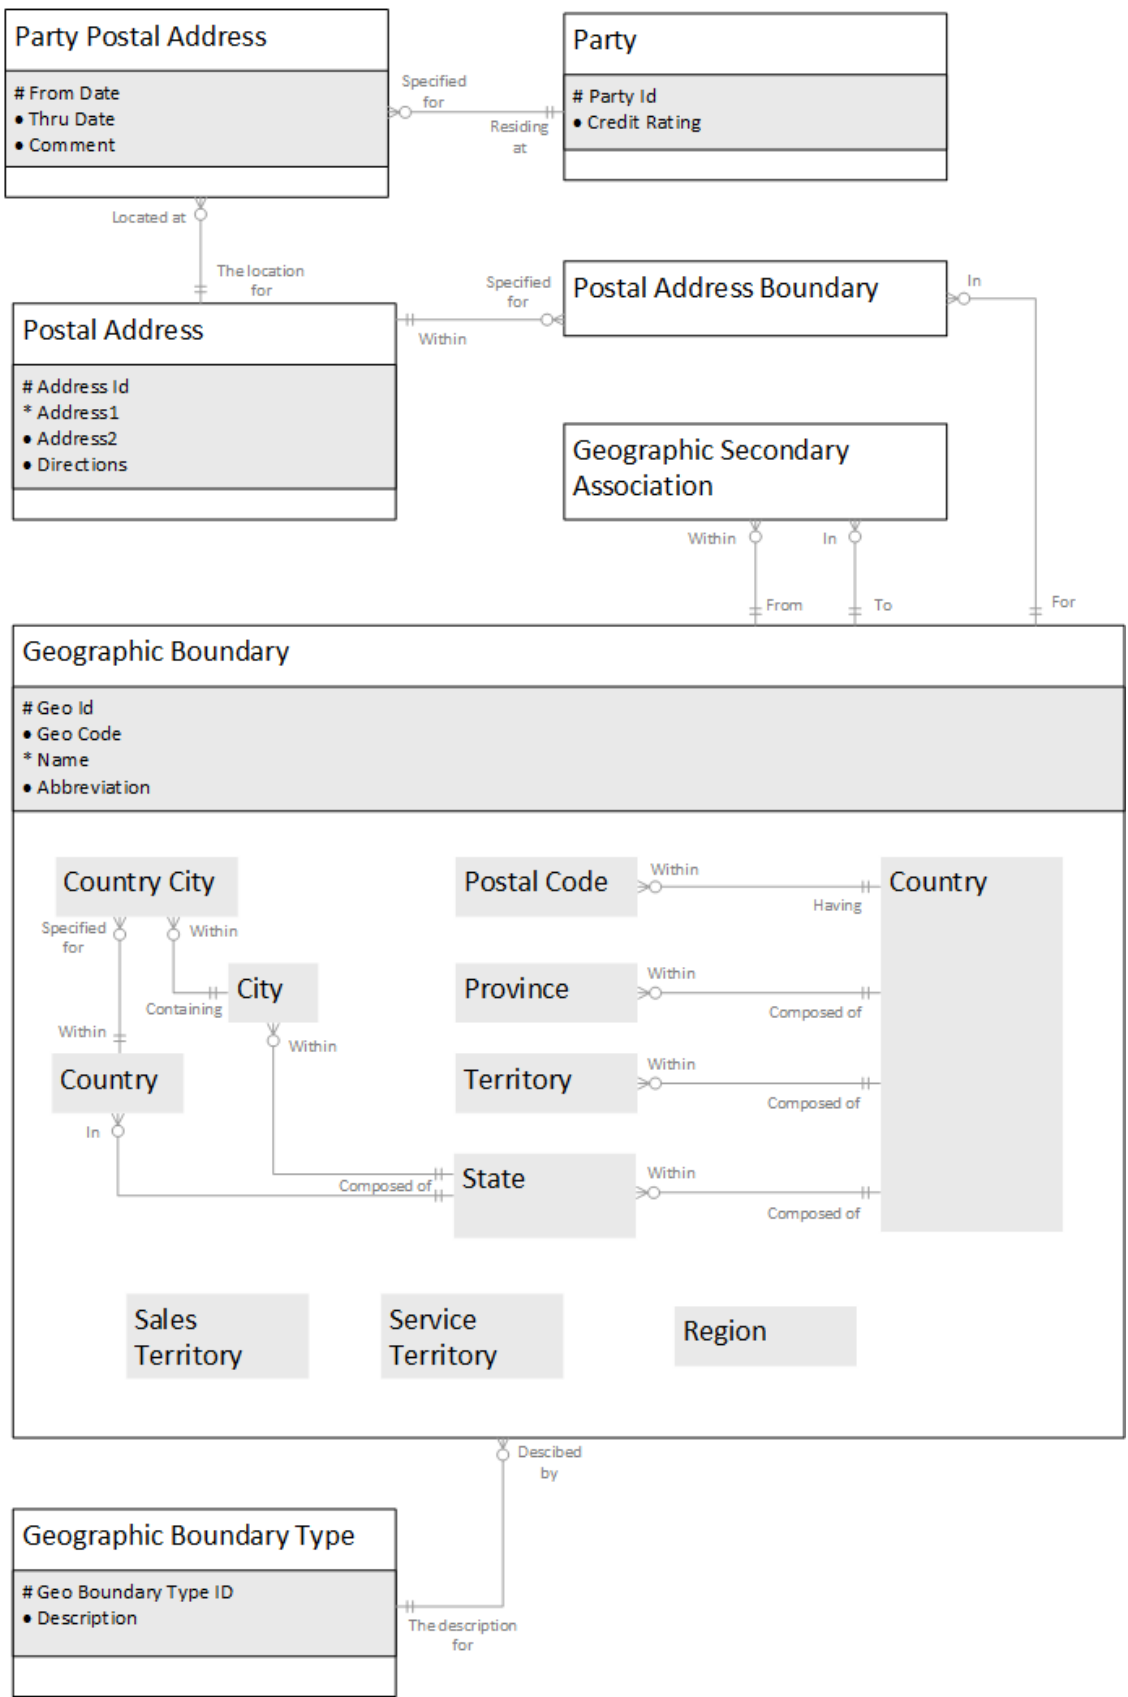 Party Postal Address
# From Date
● Thru Date
● Comment
Specified
for
Residing
at
Party
# Party Id
● Credit Rating
Located at
The location
for
Postal Address
# Address Id
* Address1
● Address2
● Directions
Specified
for
Within
Postal Address Boundary
In
Geographic Secondary
Association
Within
In
From
To
For
Geographic Boundary
# Geo Id
● Geo Code
* Name
● Abbreviation
Country City
Specified
for
Within
City
Containing
Within
Within
Country
In
Composed of
Postal Code
Within
Having
Country
Province
Within
Composed of
Territory
Within
Composed of
State
Within
Composed of
Sales
Territory
Service
Territory
Region
Descibed
by
Geographic Boundary Type
# Geo Boundary Type ID
● Description
The description
for